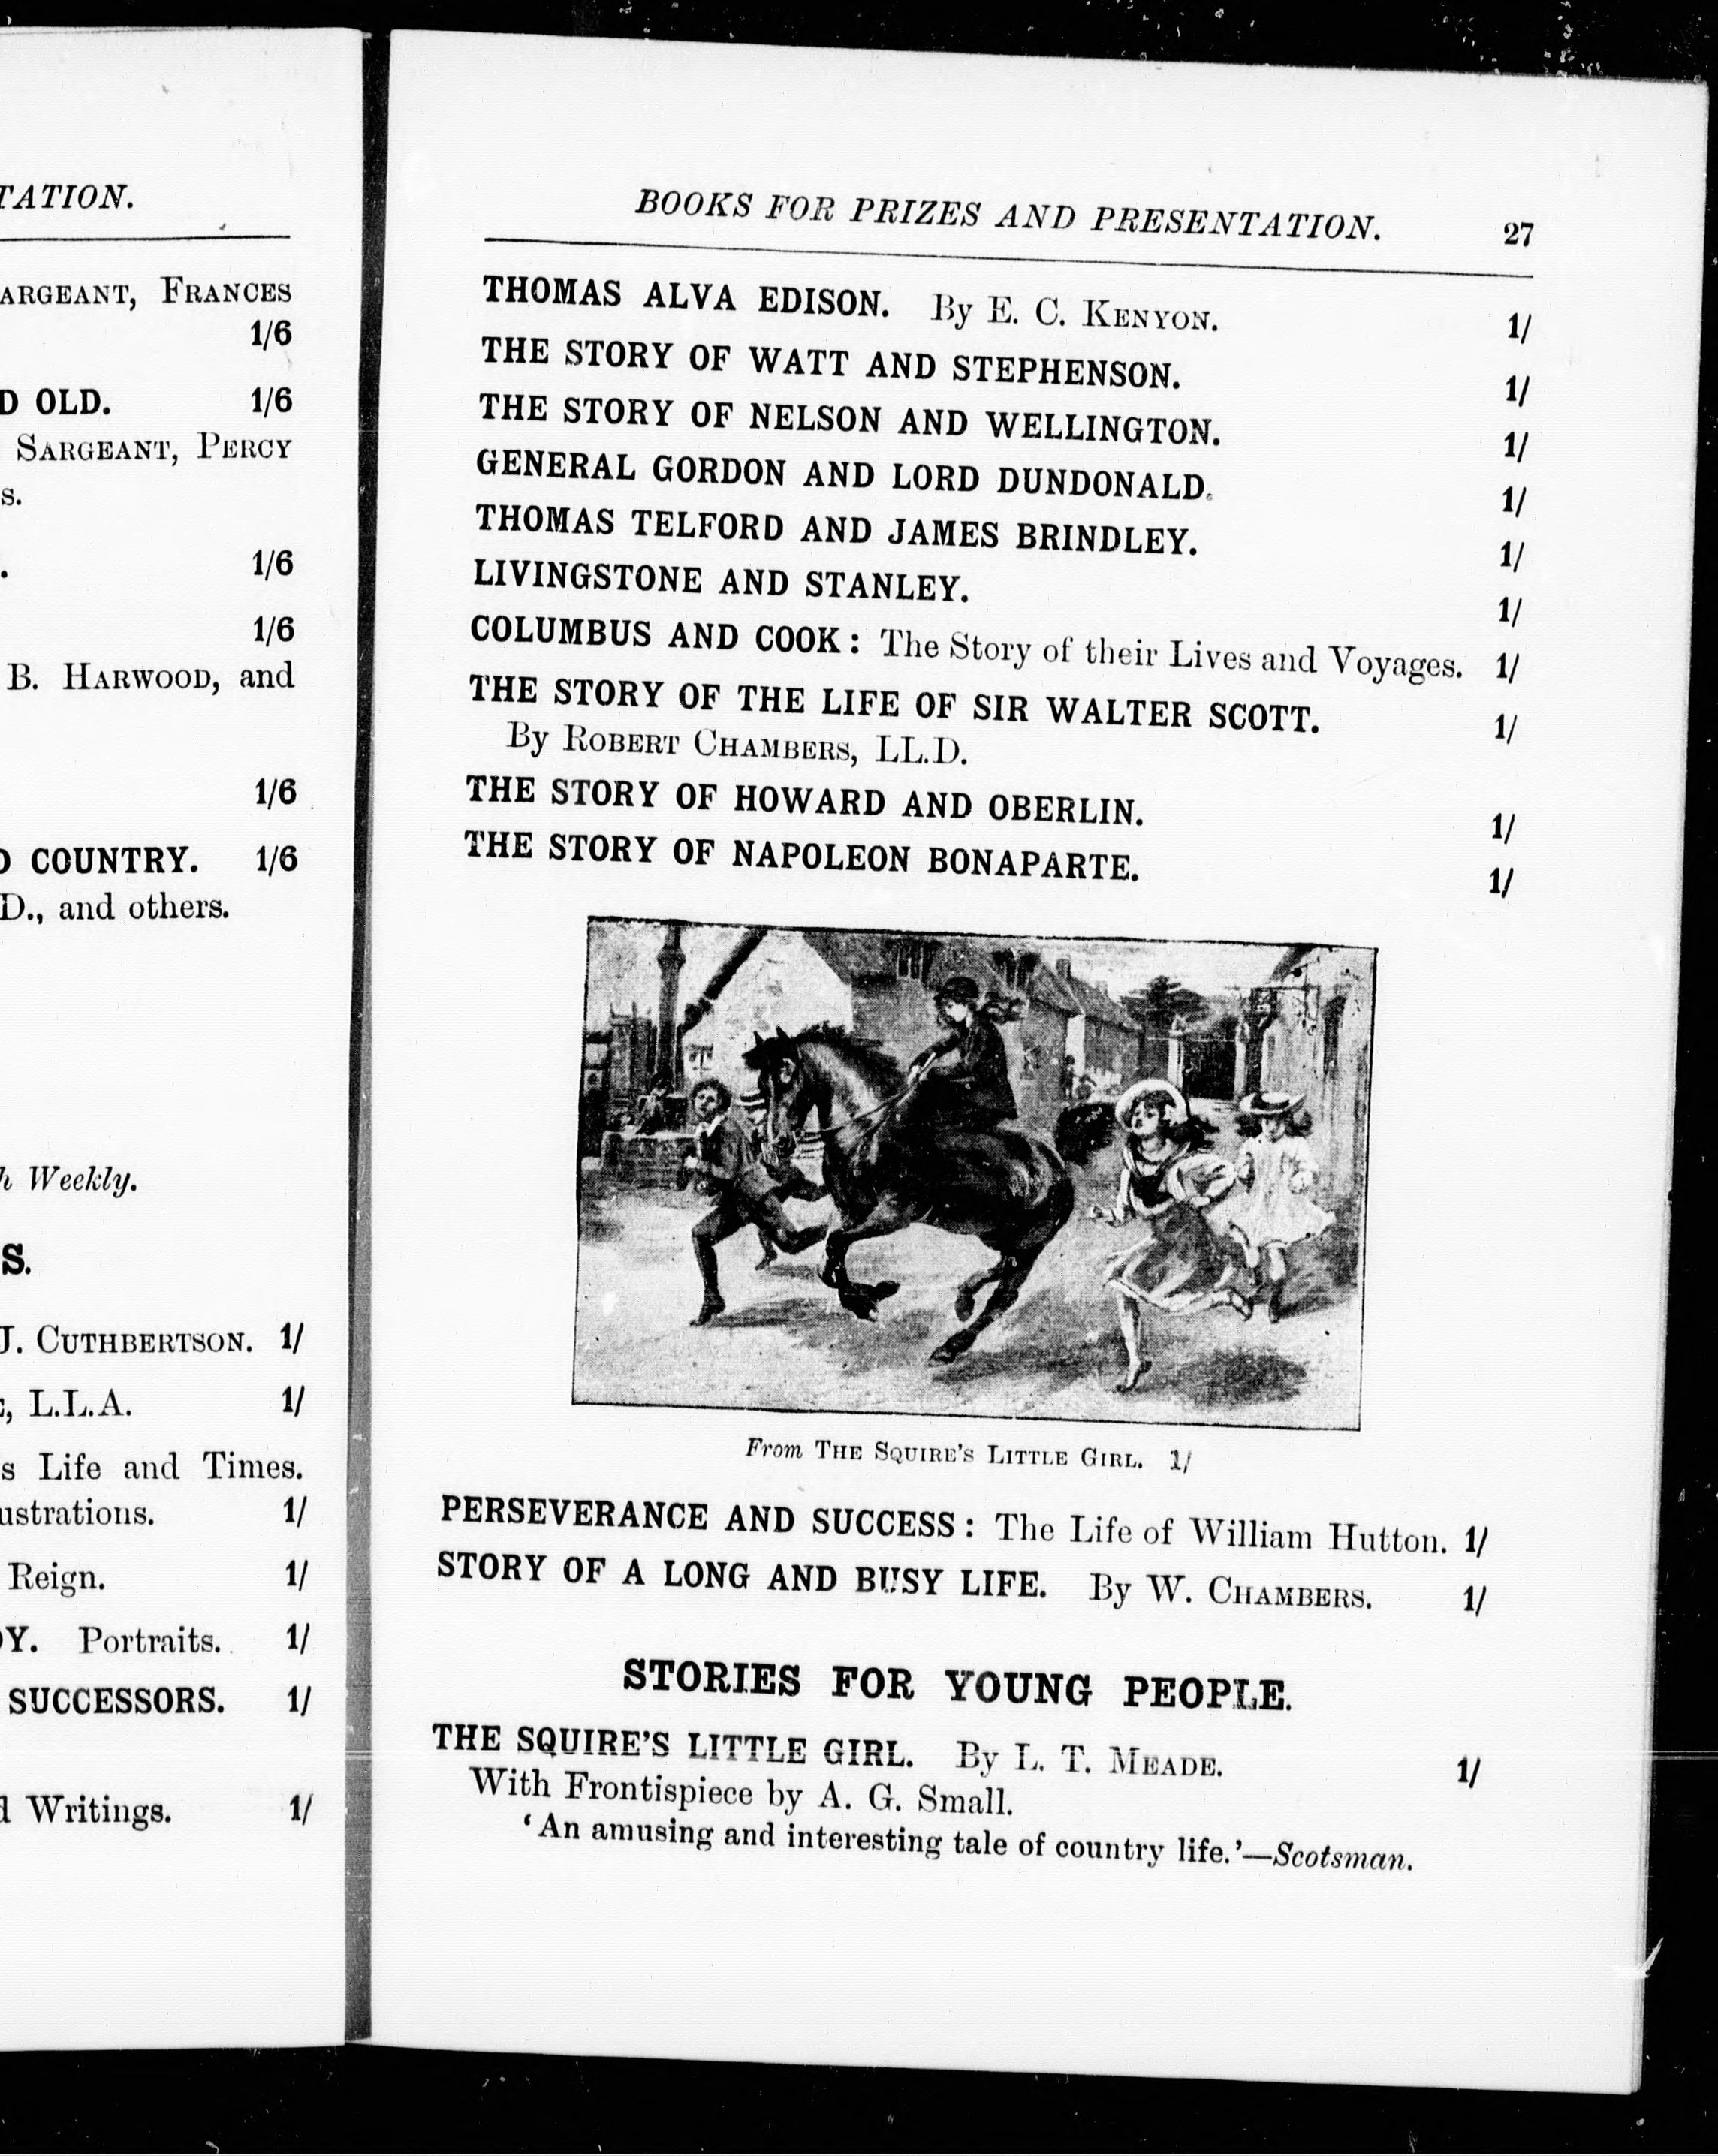 TATION.
ARGEANT, FRANCES
1/6
D OLD. 1/6
SARGEANT, PERCY
s.
. 1/6
1/6
B. HARWOOD, and
1/6
COUNTRY. 1/6
D., and others.
h Weekly.
S.
J. CUTHBERTSON. 1/
, L.L.A. 1/
s Life and Times.
ustrations. 1/
Reign. 1/
Y. Portraits. 1/
SUCCESSORS. 1/
d Writings. 1/
BOOKS FOR PRIZES AND PRESENTATION. 27
THOMAS ALVA EDISON. By E. C. KENYON. 1/
THE STORY OF WATT AND STEPHENSON. 1/
THE STORY OF NELSON AND WELLINGTON. 1/
GENERAL GORDON AND LORD DUNDONALD. 1/
THOMAS TELFORD AND JAMES BRINDLEY. 1/
LIVINGSTONE AND STANLEY. 1/
COLUMBUS AND COOK: The Story of their Lives and Voyages. 1/
THE STORY OF THE LIFE OF SIR WALTER SCOTT. 1/
By ROBERT CHAMBERS, LL.D.
THE STORY OF HOWARD AND OBERLIN. 1/
THE STORY OF NAPOLEON BONAPARTE. 1/
From THE SQUIRE'S LITTLE GIRL. 1/
PERSEVERANCE AND SUCCESS: The Life of William Hutton. 1/
STORY OF A LONG AND BUSY LIFE. By W. CHAMBERS. 1/
STORIES FOR YOUNG PEOPLE.
THE SQUIRE'S LITTLE GIRL. By L. T. MEADE. 1/
With Frontispiece by A. G. Small.
'An amusing and interesting tale of country life.'—Scotsman.